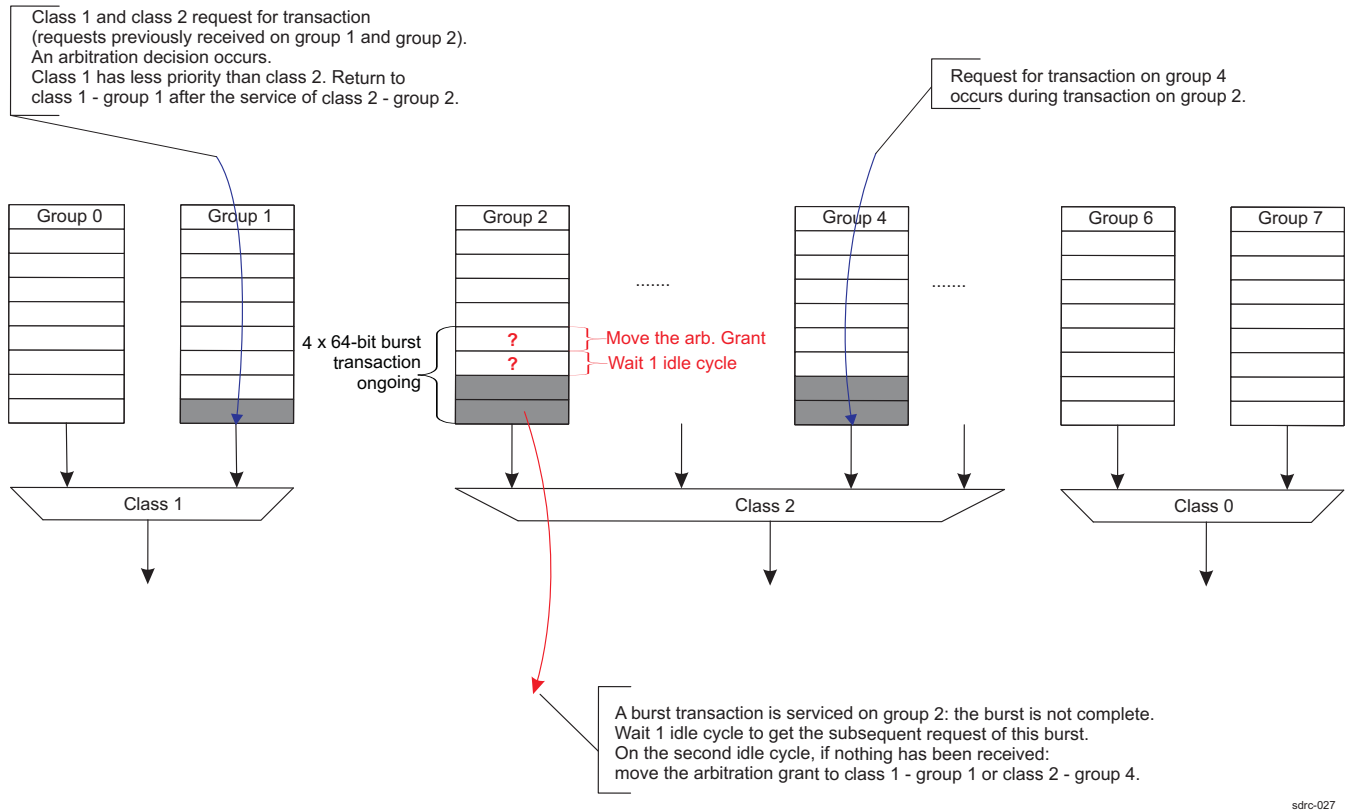 Class 1 and class 2 request for transaction
(requests previously received on group 1 and group 2).
An arbitration decision occurs.
Class 1 has less priority than class 2. Return to
class 1 - group 1 after the service of class 2 - group 2.
Request for transaction on group 4
occurs during transaction on group 2.
Group 0
Group 1
Group 2
Group 4
Group 6
Group 7
.......
.......
4 x 64-bit burst
transaction
ongoing
?
Move the arb. Grant
?
Wait 1 idle cycle
Class 1
Class 2
Class 0
A burst transaction is serviced on group 2: the burst is not complete.
Wait 1 idle cycle to get the subsequent request of this burst.
On the second idle cycle, if nothing has been received:
move the arbitration grant to class 1 - group 1 or class 2 - group 4.
sdrc-027